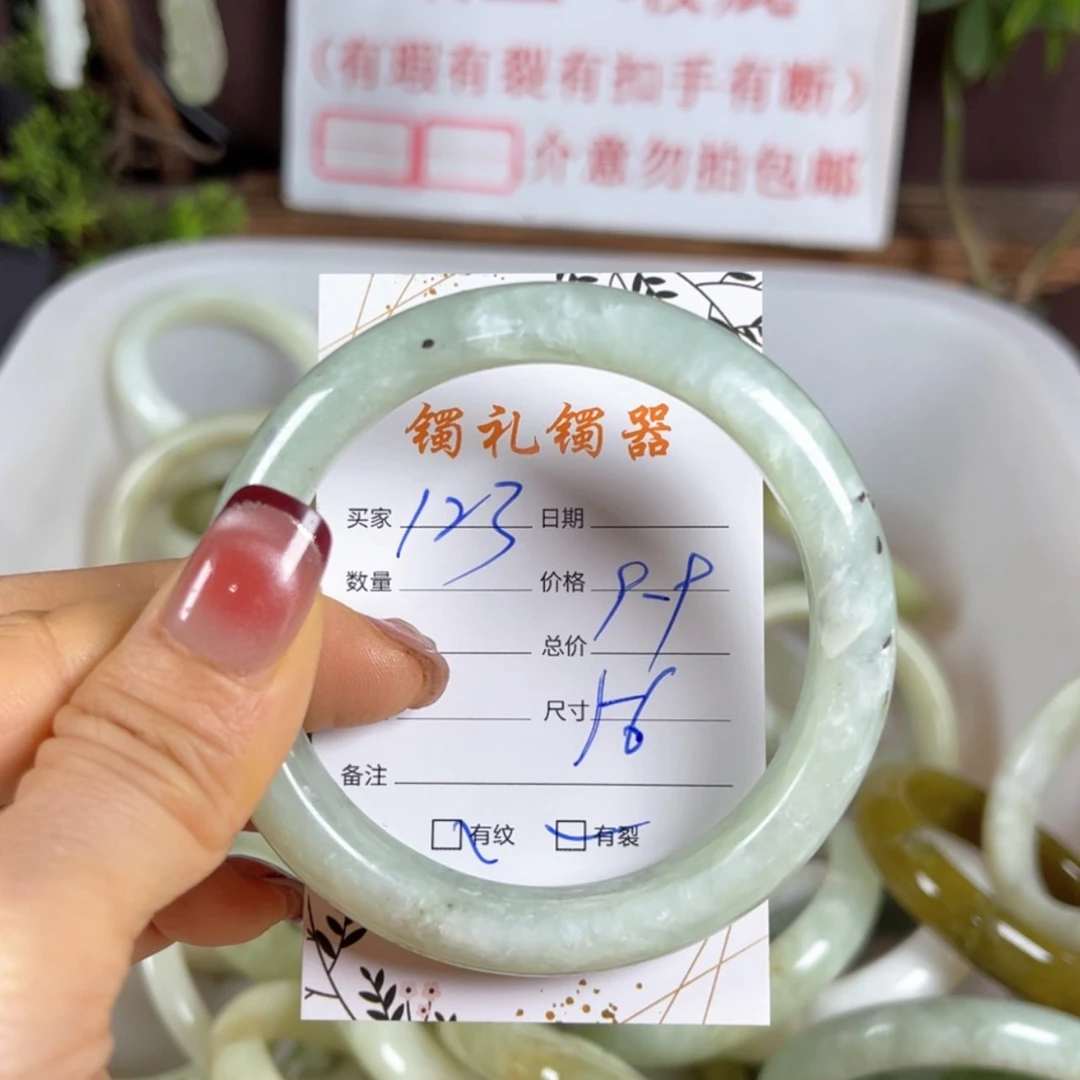 （有瑕有裂有扣手有断）
介意勿拍包邮
镯礼镯器
买家 123 日期
数量 价格 9-9
总价
尺寸 56
备注
有纹 有裂